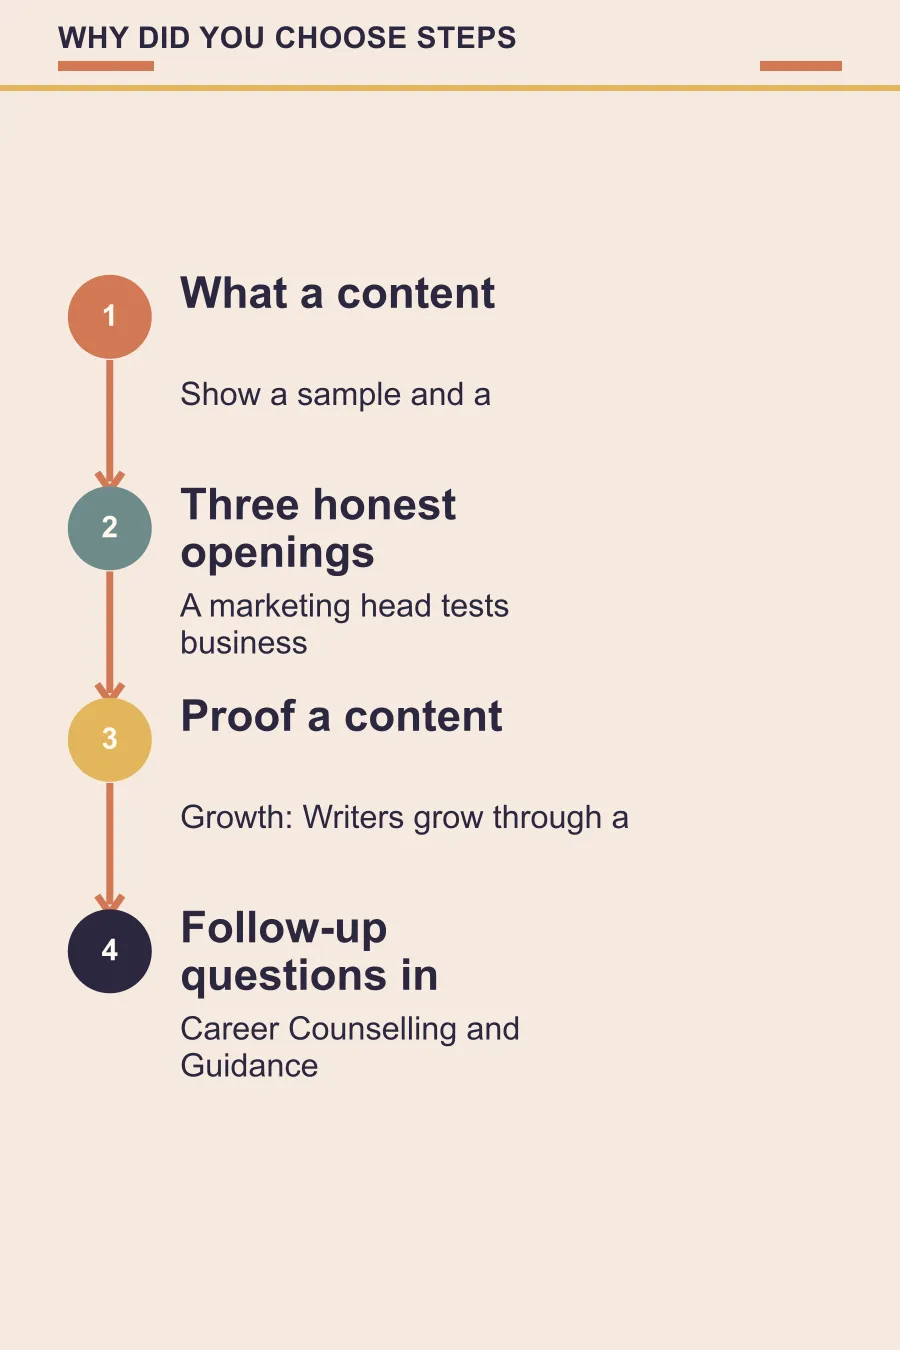 WHY DID YOU CHOOSE STEPS
1
What a content
Show a sample and a
2
Three honest
openings
A marketing head tests
business
3
Proof a content
Growth: Writers grow through a
4
Follow-up
questions in
Career Counselling and
Guidance